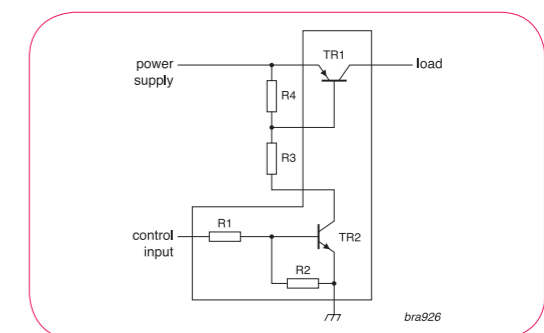 TR1
power
supply
load
R4
R3
R1
control
input
TR2
R2
bra926